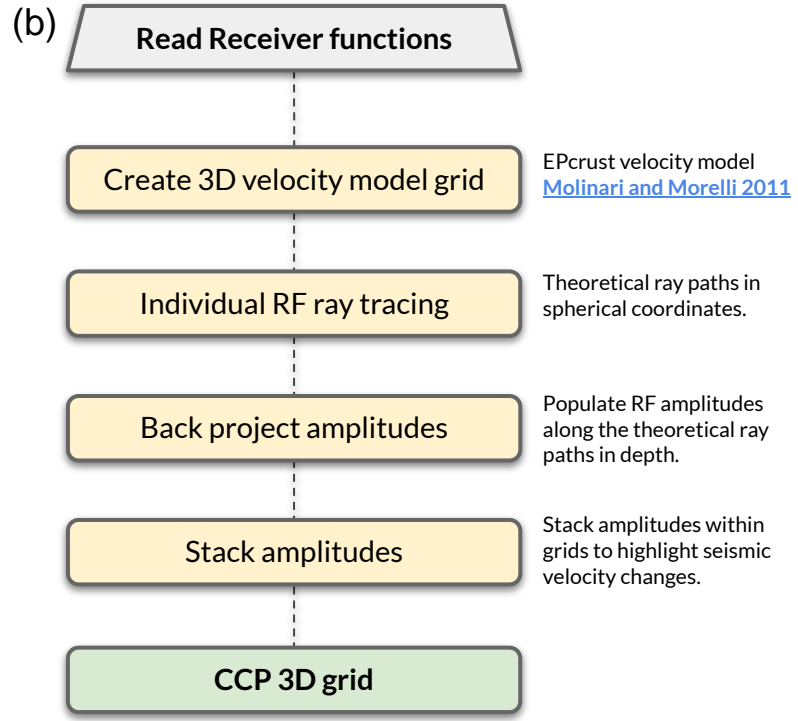 (b)
Read Receiver functions
Create 3D velocity model grid
EPcrust velocity model
Molinari and Morelli 2011
Individual RF ray tracing
Theoretical ray paths in
spherical coordinates.
Back project amplitudes
Populate RF amplitudes
along the theoretical ray
paths in depth.
Stack amplitudes
Stack amplitudes within
grids to highlight seismic
velocity changes.
CCP 3D grid